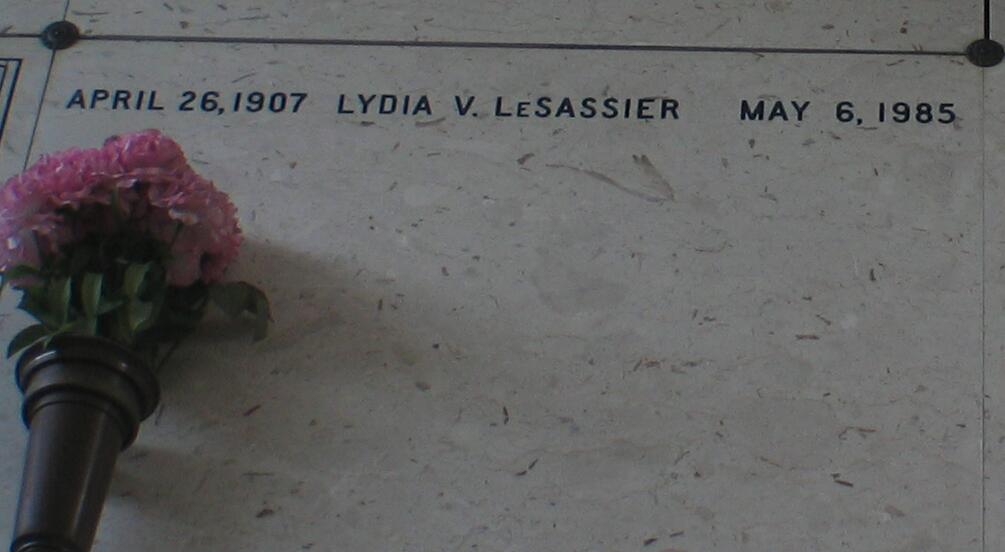 APRIL 26,1907 LYDIA V. LeSASSIER MAY 6, 1985